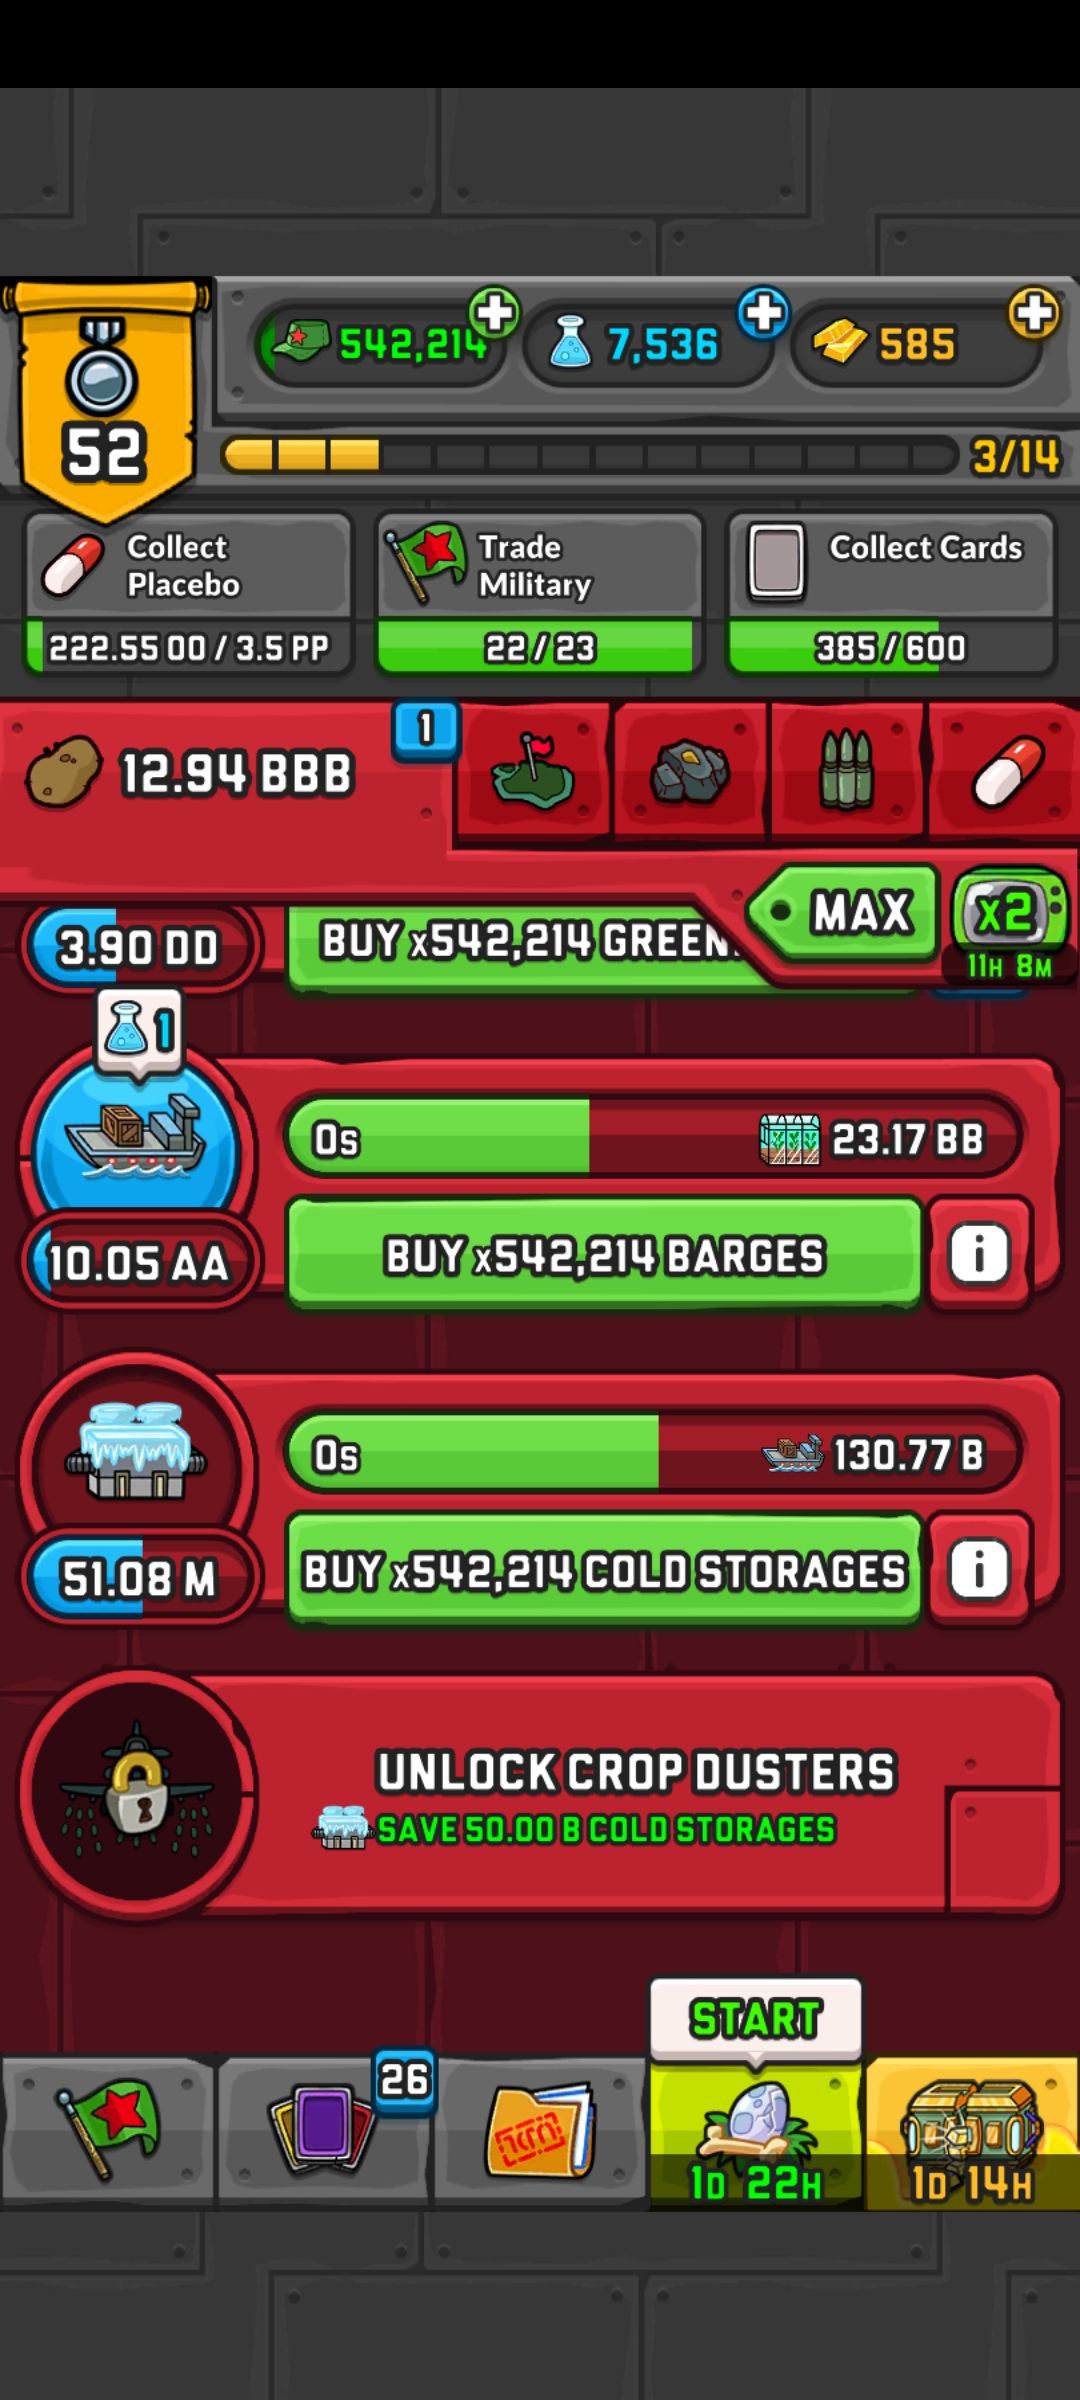 542,214
7,536
585
52
3/14
Collect
Placebo
Trade
Military
Collect Cards
222.55 OO / 3.5 PP
22 / 23
385 / 600
12.94 BBB
1
MAX
x2
11H 8M
3.90 DD
BUY x542,214 GREEN
1
0s
23.17 BB
10.05 AA
BUY x542,214 BARGES
i
0s
130.77 B
51.08 M
BUY x542,214 COLD STORAGES
i
UNLOCK CROP DUSTERS
SAVE 50.00 B COLD STORAGES
START
26
1D 22H
1D 14H